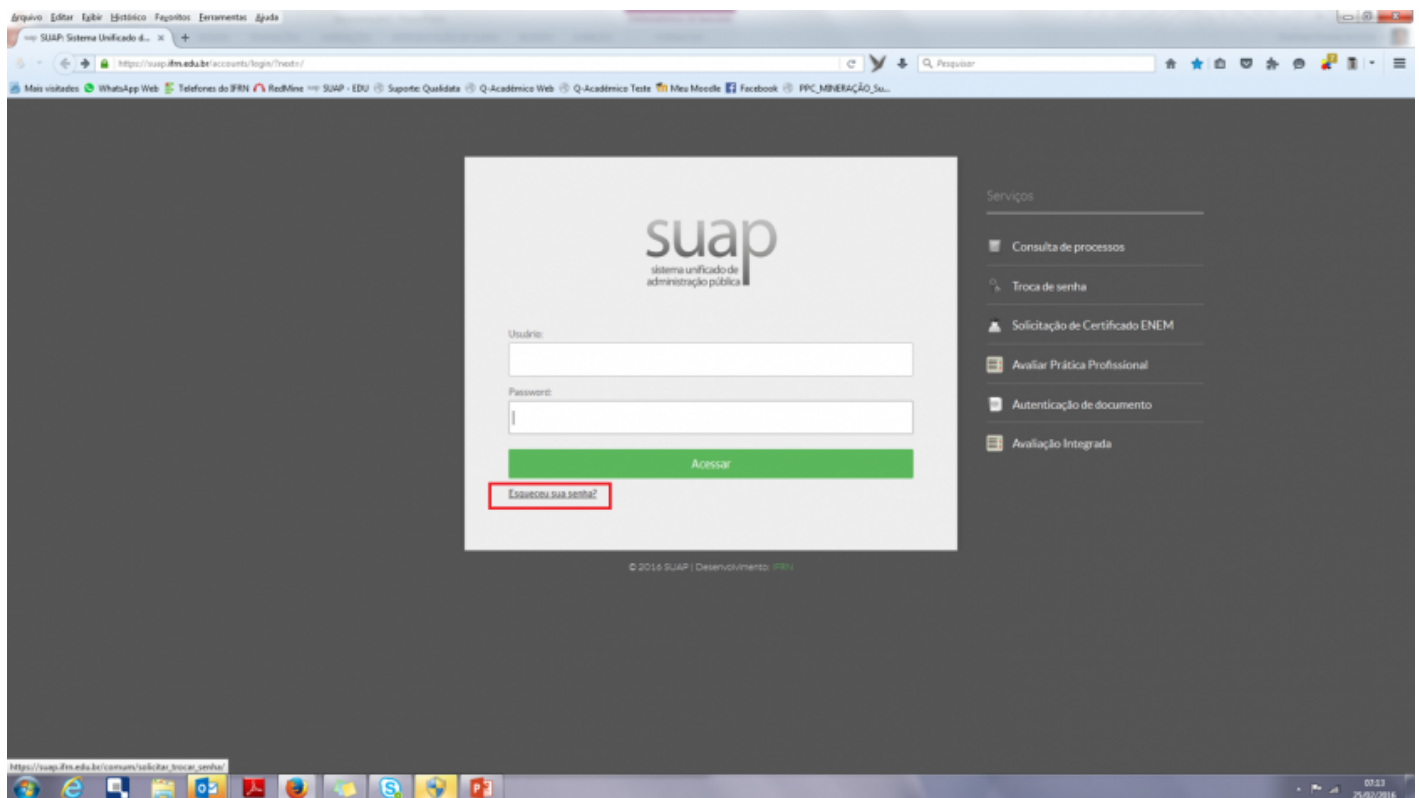 Arquivo Editar Exibir Histórico Favoritos Ferramentas Ajuda
SUAP: Sistema Unificado d... × +
https://suap.ifrn.edu.br/accounts/login/?next=/
Pesquisar
Mais visitados WhatsApp Web Telefones do IFRN RedMine SUAP - EDU Suporte Qualidata Q-Acadêmico Web Q-Acadêmico Teste Meu Moodle Facebook PPC_MINERAÇÃO_Su...
suap
sistema unificado de
administração pública
Usuário:
Password:
Acessar
Esqueceu sua senha?
Serviços
Consulta de processos
Troca de senha
Solicitação de Certificado ENEM
Avaliar Prática Profissional
Autenticação de documento
Avaliação Integrada
© 2016 SUAP | Desenvolvimento: IFRN
https://suap.ifrn.edu.br/comum/solicitar_trocar_senha/
07:13
25/02/2016